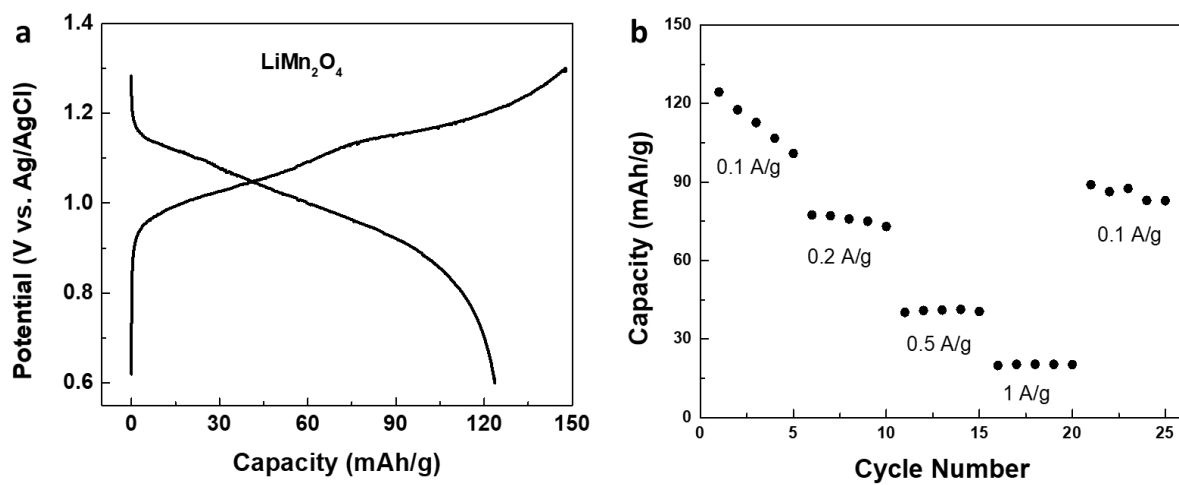 a
LiMn₂O₄
1.4
1.2
1.0
0.8
0.6
Potential (V vs. Ag/AgCl)
0 30 60 90 120 150
Capacity (mAh/g)
b
150
120
90
60
30
0
Capacity (mAh/g)
0.1 A/g
0.2 A/g
0.5 A/g
1 A/g
0.1 A/g
0 5 10 15 20 25
Cycle Number